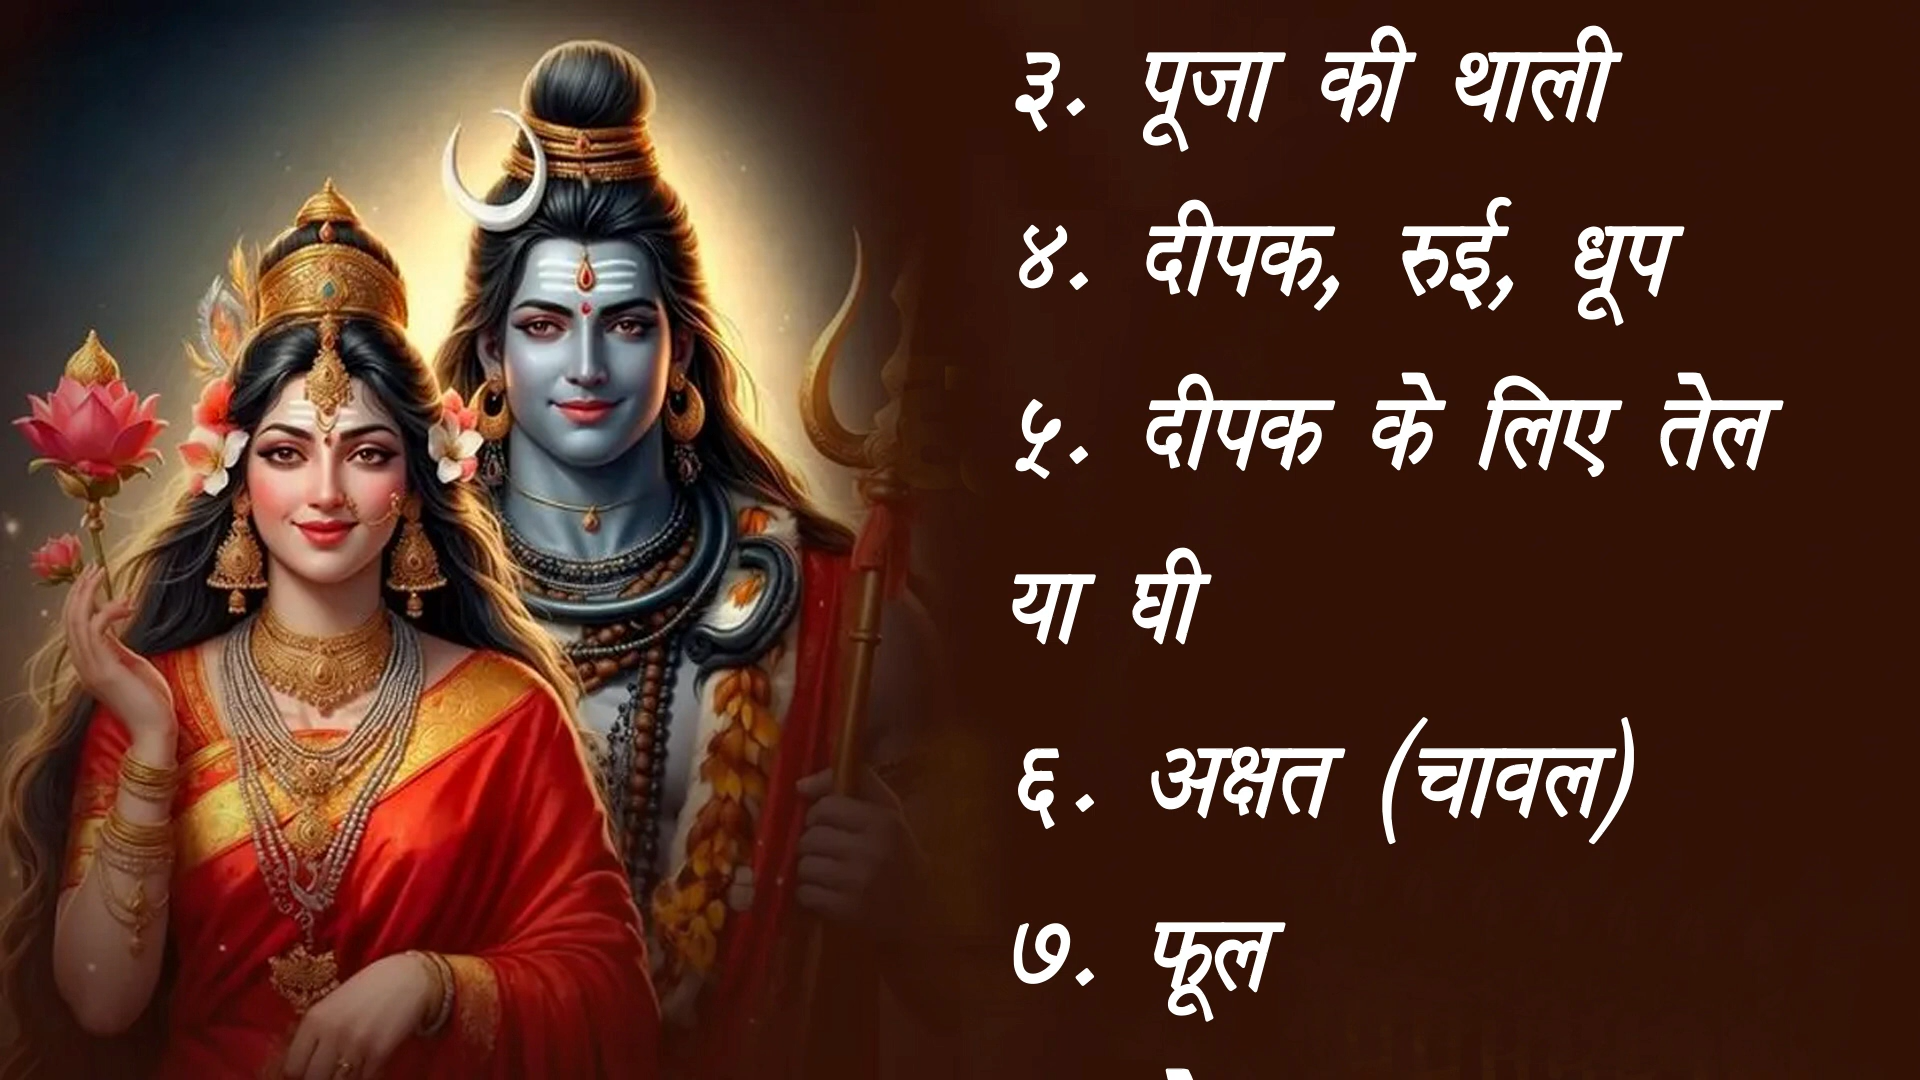 ३. पूजा की थाली
४. दीपक, रुई, धूप
५. दीपक के लिए तेल
या घी
६. अक्षत (चावल)
७. फूल